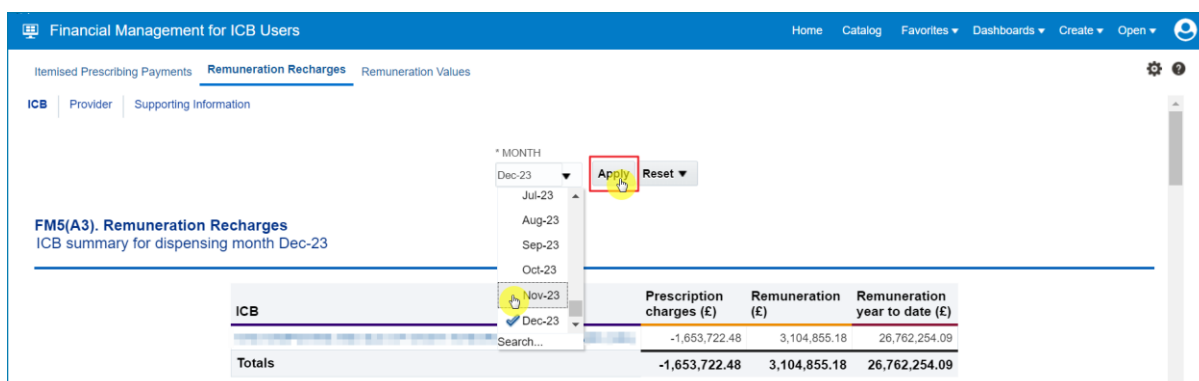 Financial Management for ICB Users
Home Catalog Favorites Dashboards Create Open
Itemised Prescribing Payments Remuneration Recharges Remuneration Values
ICB Provider Supporting Information
* MONTH
Dec-23 Apply Reset
Jul-23
Aug-23
Sep-23
Oct-23
Nov-23
Dec-23
Search...
FM5(A3). Remuneration Recharges
ICB summary for dispensing month Dec-23
ICB Prescription charges (£) Remuneration (£) Remuneration year to date (£)
-1,653,722.48 3,104,855.18 26,762,254.09
Totals -1,653,722.48 3,104,855.18 26,762,254.09